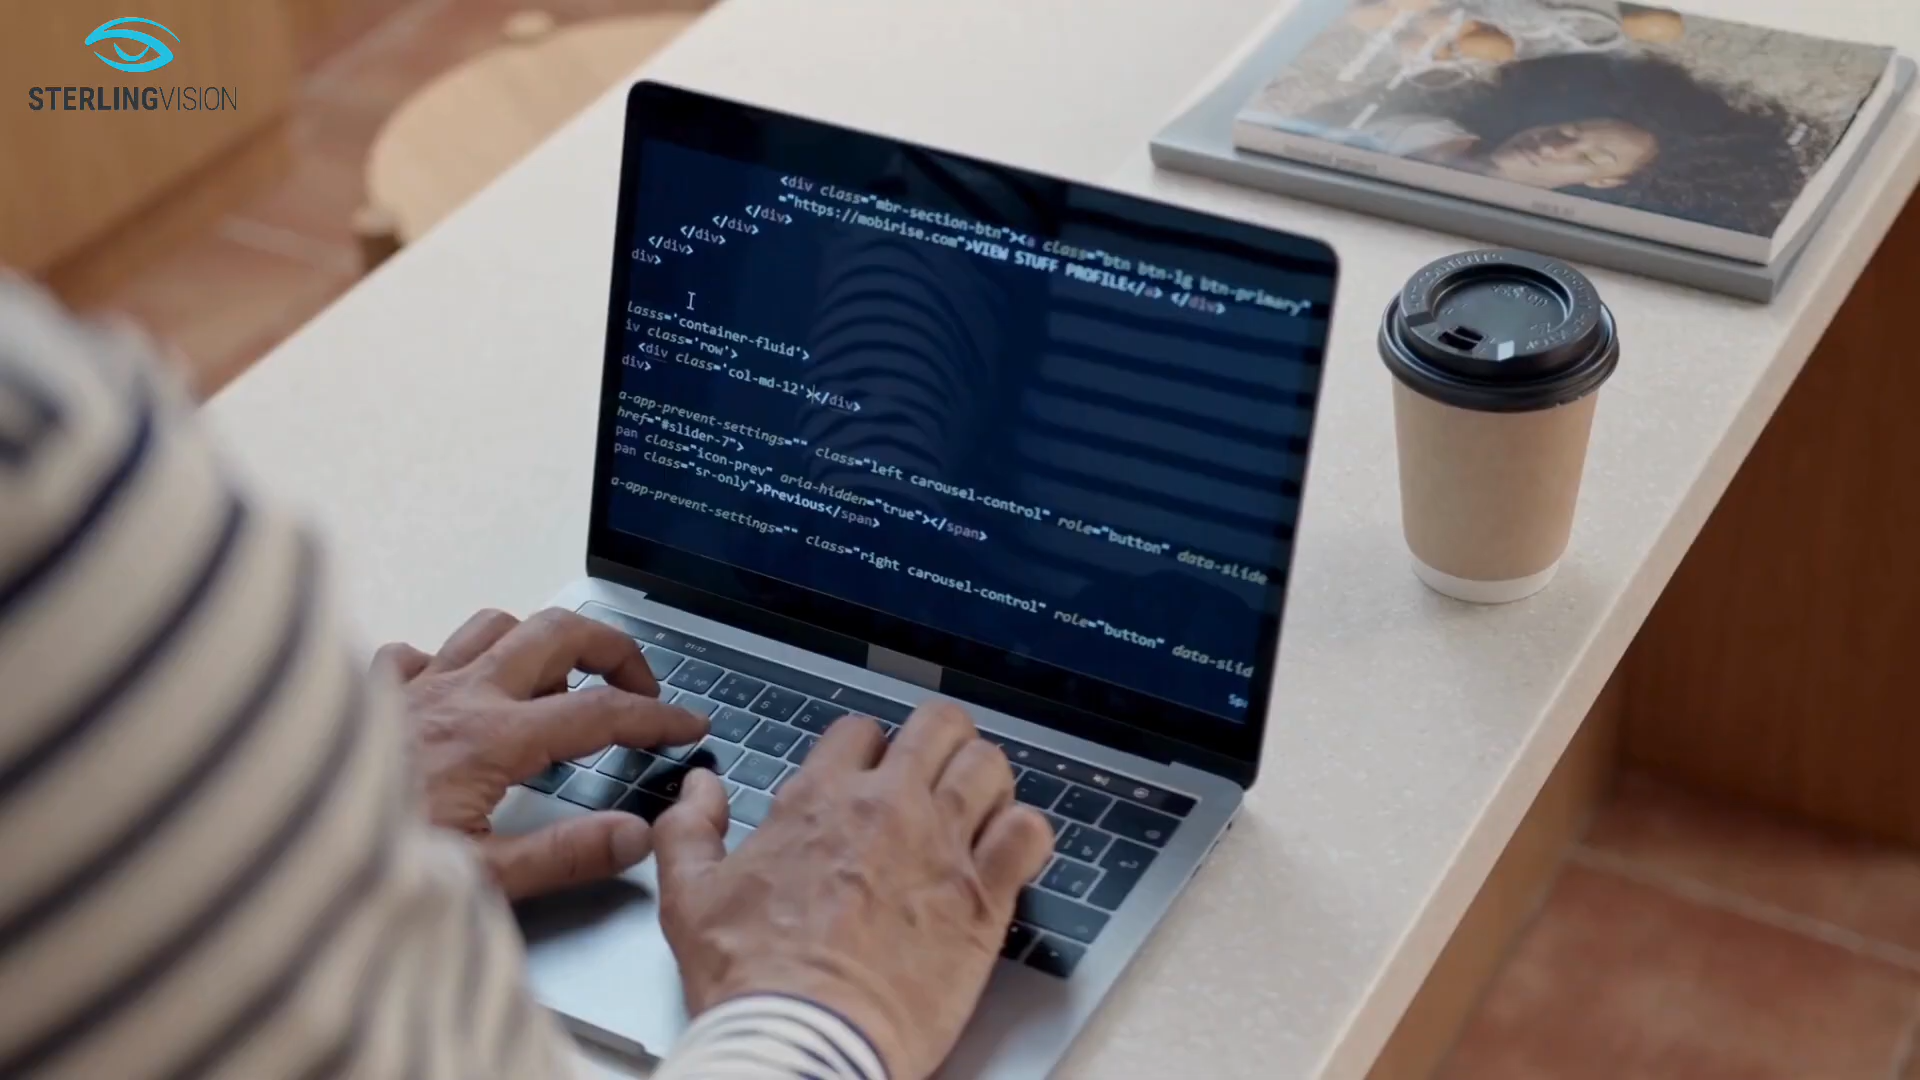 STERLINGVISION
<div class="mbr-section-btn"><a class="btn btn-lg btn-primary"
="https://mobirise.com">VIEW STUFF PROFILE</a> </div>
</div>
</div>
</div>
</div>
div>
lasss='container-fluid'>
iv class='row'>
<div class='col-md-12'></div>
div>
a-app-prevent-settings="" class="left carousel-control" role="button" data-slide
href="#slider-7">
pan class="icon-prev" aria-hidden="true"></span>
pan class="sr-only">Previous</span>
a-app-prevent-settings="" class="right carousel-control" role="button" data-slid